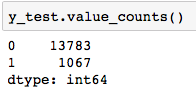 y_test.value_counts()
0    13783
1     1067
dtype: int64